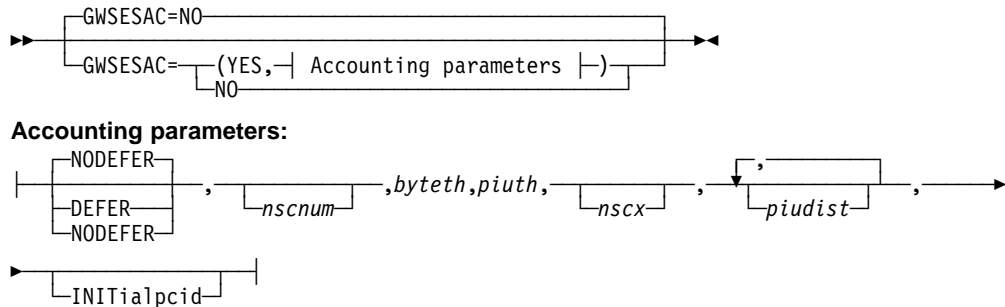 GWSESAC=NO
GWSESAC= (YES, Accounting parameters )
NO
Accounting parameters:
NODEFER
,
, nscnum ,byteth,piuth, nscx , piudist ,
DEFER
NODEFER
INITialpcid